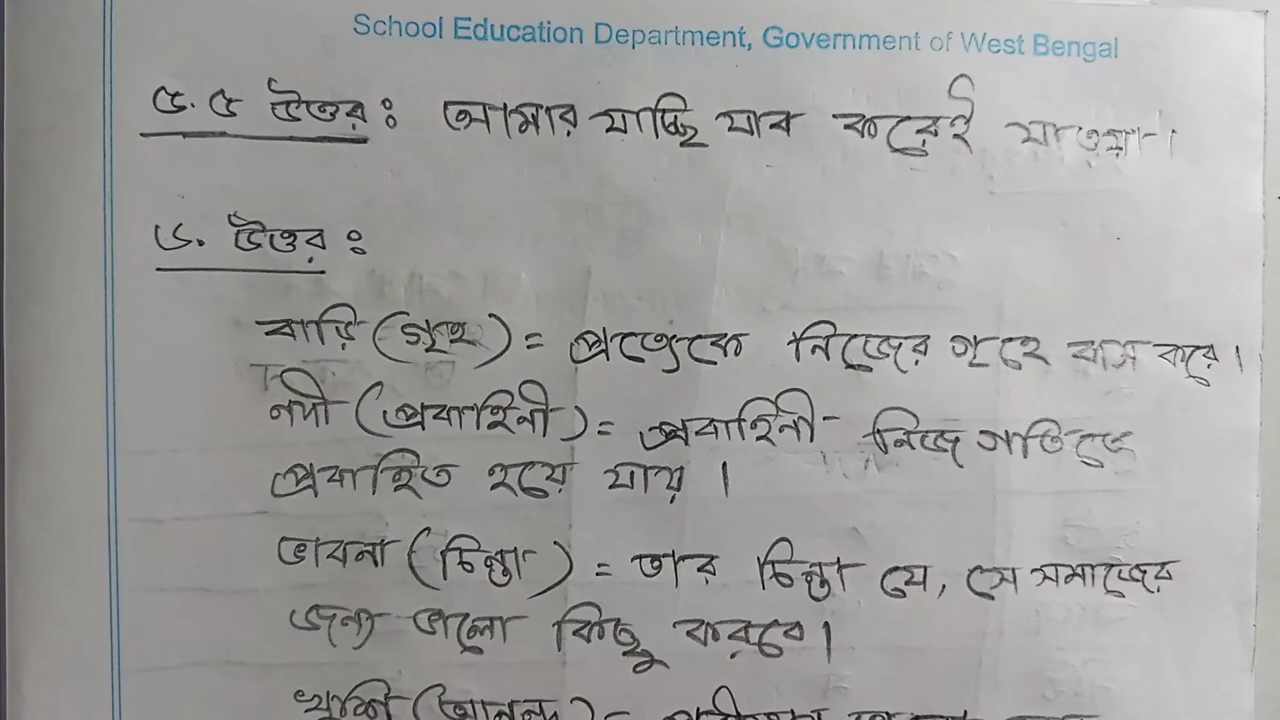 School Education Department, Government of West Bengal
৫.৫ উত্তর: আমার যাচ্ছি যাব করেই যাওয়া।
৬. উত্তর:
বাড়ি (গৃহ) = প্রত্যেকে নিজের গৃহে বাস করে।
নদী (প্রবাহিনী) = প্রবাহিনী নিজ গতিতে
প্রবাহিত হয়ে যায়।
ভাবনা (চিন্তা) = তার চিন্তা যে, সে সমাজের
জন্য ভালো কিছু করবে।
খুশি (আনন্দ) =